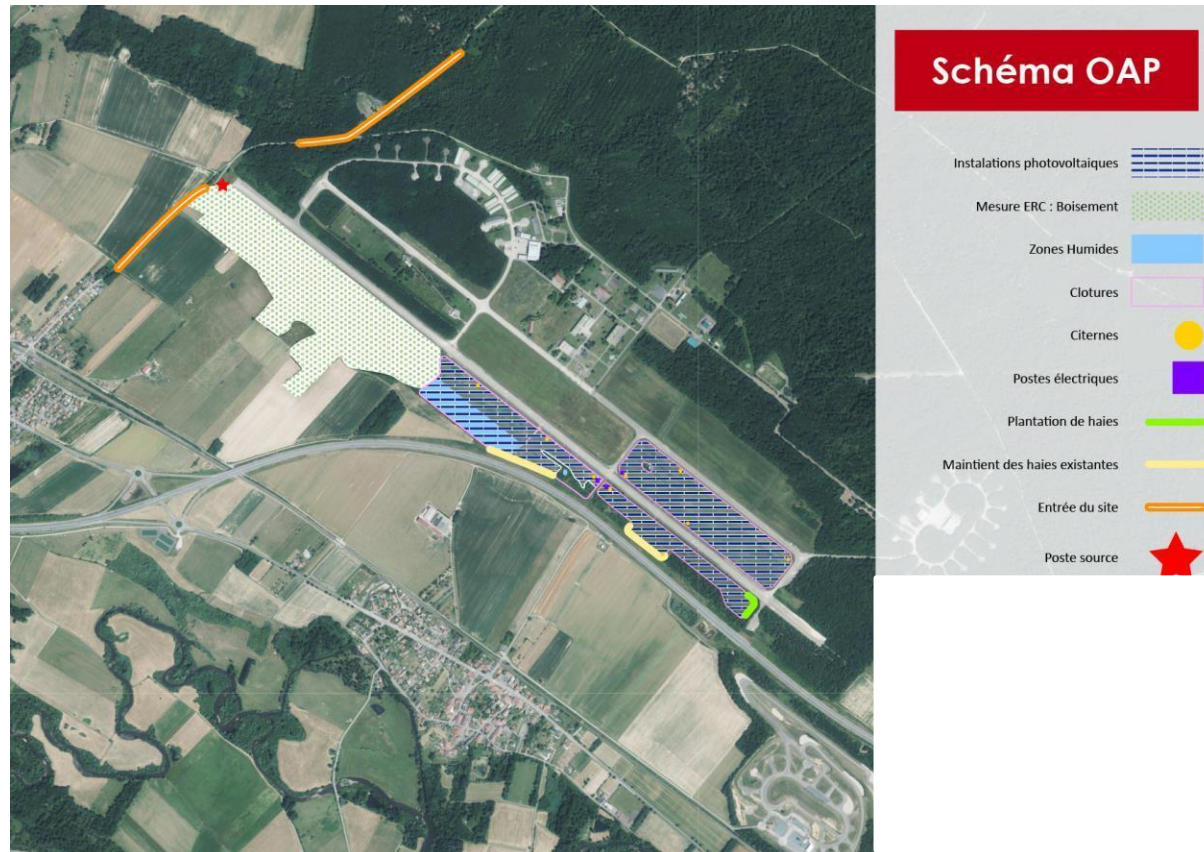 Schéma OAP
Instalations photovoltaiques
Mesure ERC : Boisement
Zones Humides
Clotures
Citernes
Postes électriques
Plantation de haies
Maintient des haies existantes
Entrée du site
Poste source